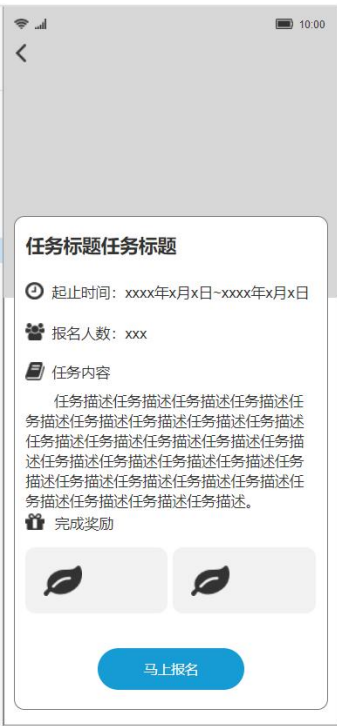 10:00
任务标题任务标题
起止时间：xxxx年x月x日~xxxx年x月x日
报名人数：xxx
任务内容
任务描述任务描述任务描述任务描述任
务描述任务描述任务描述任务描述任务描述
任务描述任务描述任务描述任务描述任务描
述任务描述任务描述任务描述任务描述任务
描述任务描述任务描述任务描述任务描述任
务描述任务描述任务描述任务描述。
完成奖励
马上报名